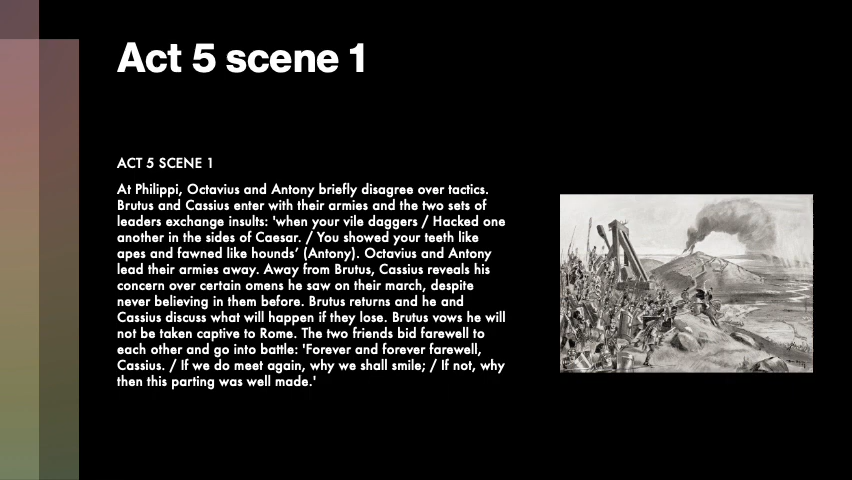 Act 5 scene 1
ACT 5 SCENE 1
At Philippi, Octavius and Antony briefly disagree over tactics.
Brutus and Cassius enter with their armies and the two sets of
leaders exchange insults: 'when your vile daggers / Hacked one
another in the sides of Caesar. / You showed your teeth like
apes and fawned like hounds’ (Antony). Octavius and Antony
lead their armies away. Away from Brutus, Cassius reveals his
concern over certain omens he saw on their march, despite
never believing in them before. Brutus returns and he and
Cassius discuss what will happen if they lose. Brutus vows he will
not be taken captive to Rome. The two friends bid farewell to
each other and go into battle: 'Forever and forever farewell,
Cassius. / If we do meet again, why we shall smile; / If not, why
then this parting was well made.'